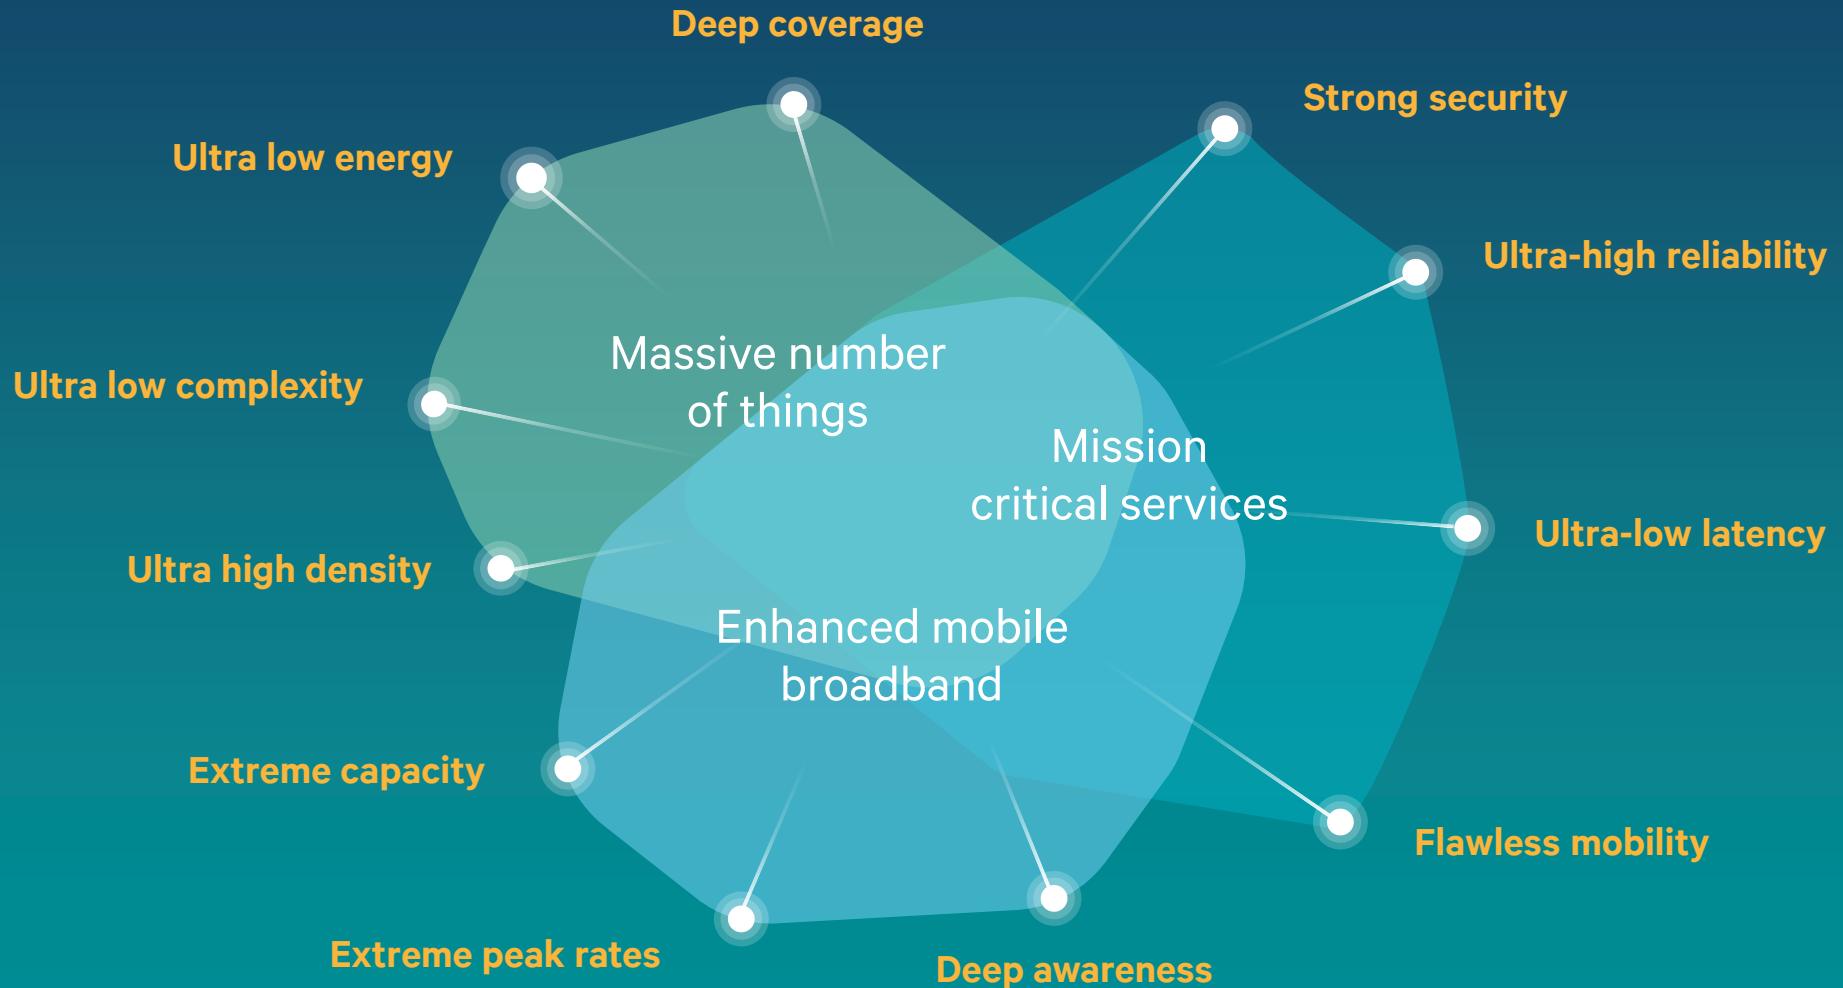 Deep coverage
Strong security
Ultra low energy
Ultra-high reliability
Massive number
of things
Ultra low complexity
Mission
critical services
Ultra-low latency
Ultra high density
Enhanced mobile
broadband
Extreme capacity
Flawless mobility
Extreme peak rates
Deep awareness